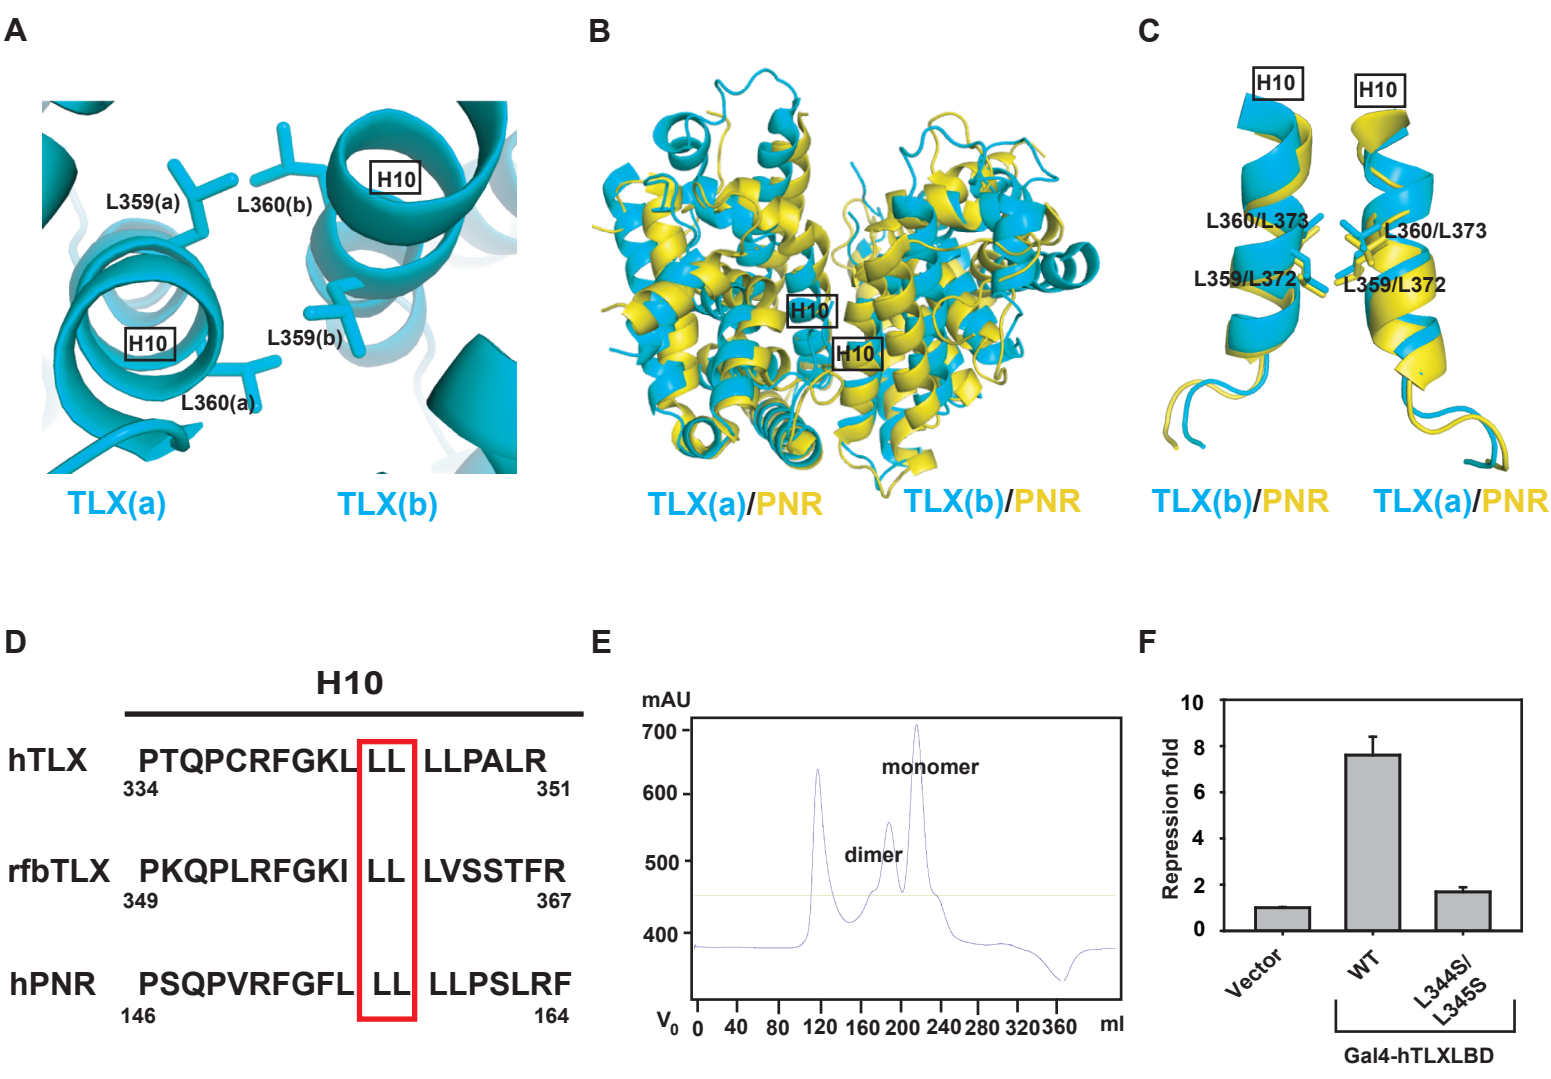 A
H10
L359(a)
L360(b)
L359(b)
H10
L360(a)
TLX(a)
TLX(b)
B
H10
H10
TLX(a)/PNR
TLX(b)/PNR
C
H10
H10
L360/L373
L360/L373
L359/L372
L359/L372
TLX(b)/PNR
TLX(a)/PNR
D
H10
hTLX PTQPCRFGKL LL LLPALR
334 351
rfbTLX PKQPLRFGKI LL LVSSTFR
349 367
hPNR PSQPVRFGFL LL LLPSLRF
146 164
E
mAU
700
600
500
400
monomer
dimer
V0 0 40 80 120 160 200 240 280 320 360 ml
F
Repression fold
10
8
6
4
2
0
Vector
WT
L344S/
L345S
Gal4-hTLXLBD